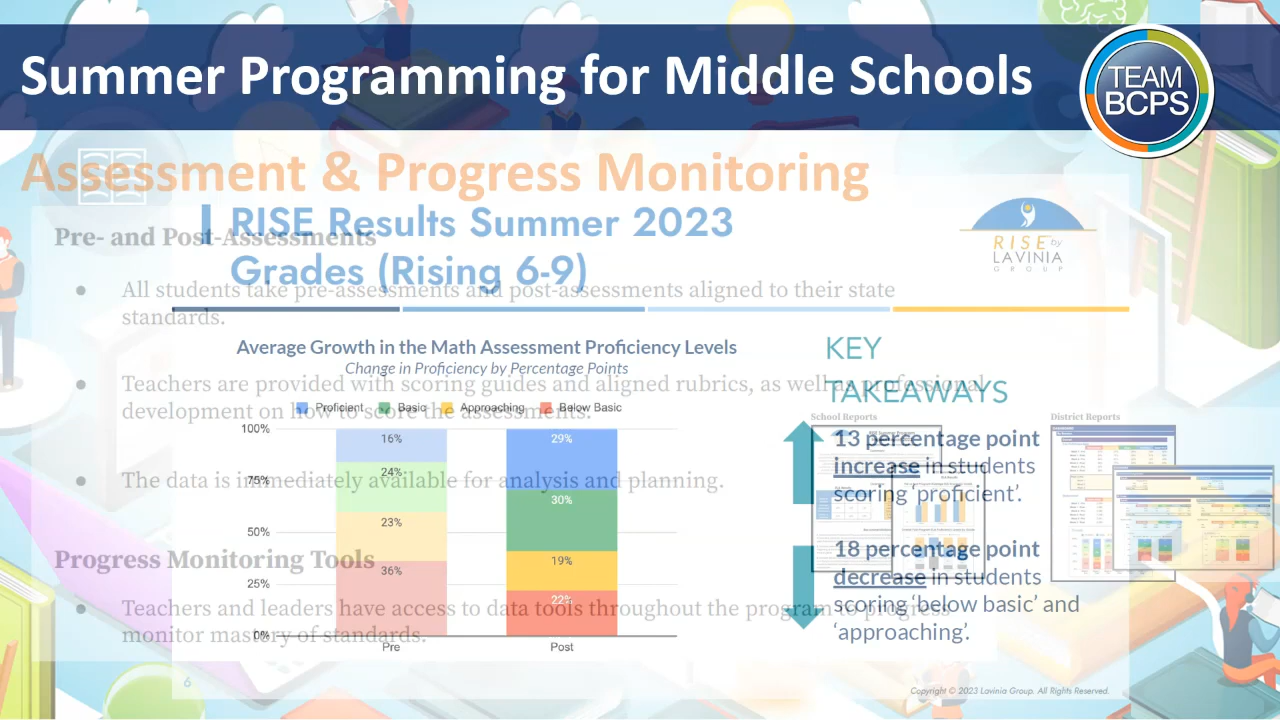 Summer Programming for Middle Schools
TEAM
BCPS
Assessment & Progress Monitoring
Pre- and Post-Assessments
● All students take pre-assessments and post-assessments aligned to their state
standards.
● Teachers are provided with scoring guides and aligned rubrics, as well as professional
development on how to score the assessments.
● The data is immediately available for analysis and planning.
Progress Monitoring Tools
● Teachers and leaders have access to data tools throughout the program to progress
monitor mastery of standards.
School Reports
District Reports
RISE Results Summer 2023
Grades (Rising 6-9)
RISE by
LAVINIA
GROUP
Average Growth in the Math Assessment Proficiency Levels
Change in Proficiency by Percentage Points
Proficient Basic Approaching Below Basic
100%
75%
50%
25%
0%
16%
24%
23%
36%
29%
30%
19%
22%
Pre Post
KEY
TAKEAWAYS
13 percentage point
increase in students
scoring ‘proficient’.
18 percentage point
decrease in students
scoring ‘below basic’ and
‘approaching’.
6
Copyright © 2023 Lavinia Group. All Rights Reserved.